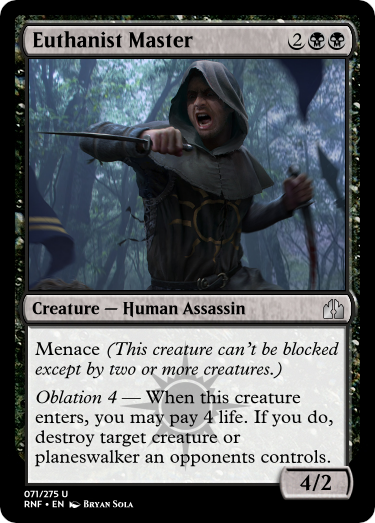 Euthanist Master 2
Creature — Human Assassin
Menace (This creature can't be blocked
except by two or more creatures.)
Oblation 4 — When this creature
enters, you may pay 4 life. If you do,
destroy target creature or
planeswalker an opponents controls.
4/2
071/275 U
RNF • EN Bryan Sola